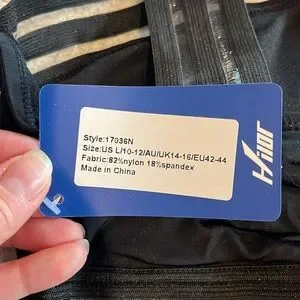 Style:17036N
Size:US L/10-12/AU/UK14-16/EU42-44
Fabric:82%nylon 18%spandex
Made in China
Hilor